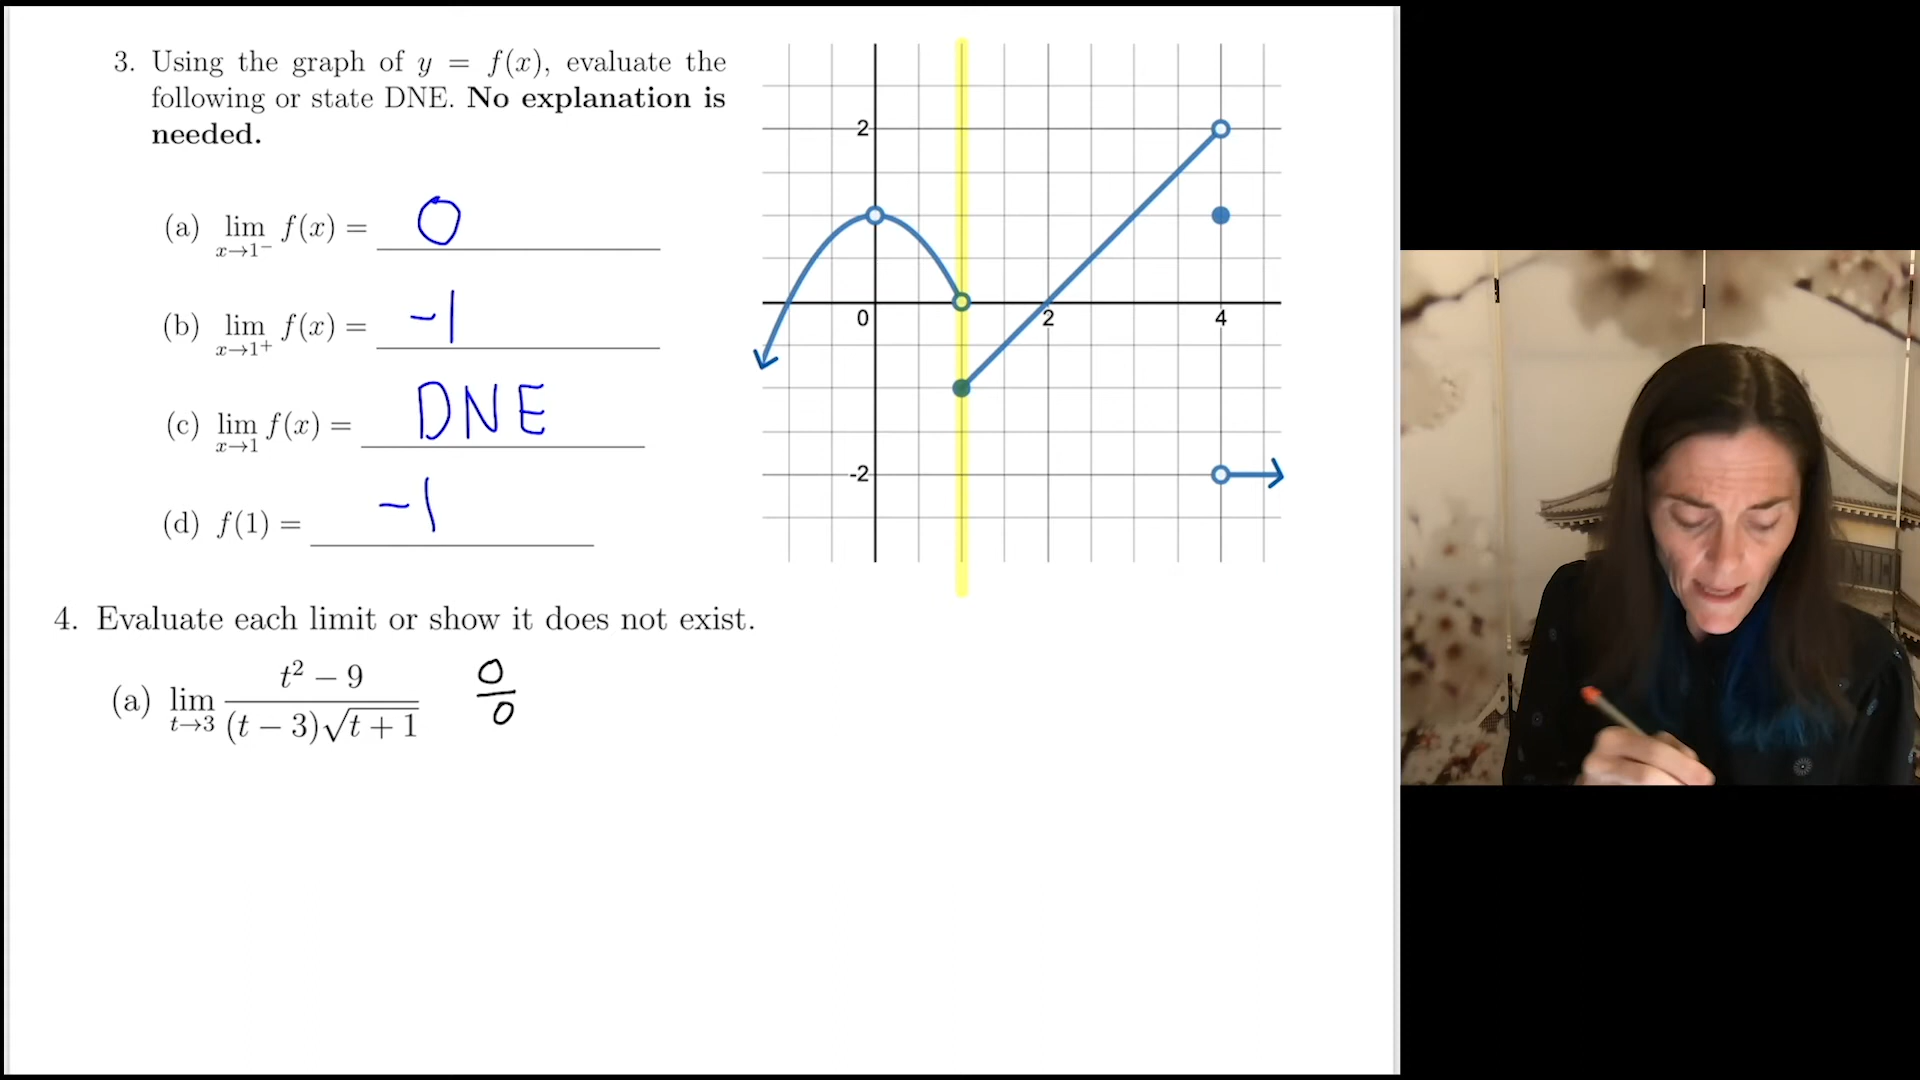 3. Using the graph of y = f(x), evaluate the
following or state DNE. No explanation is
needed.
(a) lim x→1⁻ f(x) = 0
(b) lim x→1⁺ f(x) = -1
(c) lim x→1 f(x) = DNE
(d) f(1) = -1
2
0 2 4
-2
4. Evaluate each limit or show it does not exist.
(a) lim t→3 (t² − 9)/((t − 3)√(t + 1)) 0/0